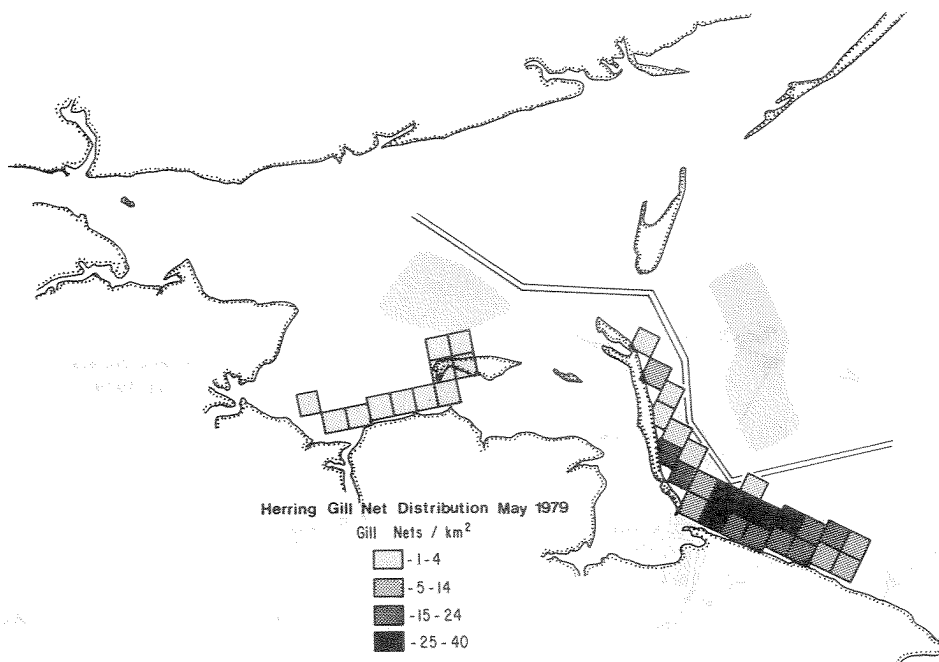 Herring Gill Net Distribution May 1979
Gill Nets / km²
-1-4
-5-14
-15-24
-25-40